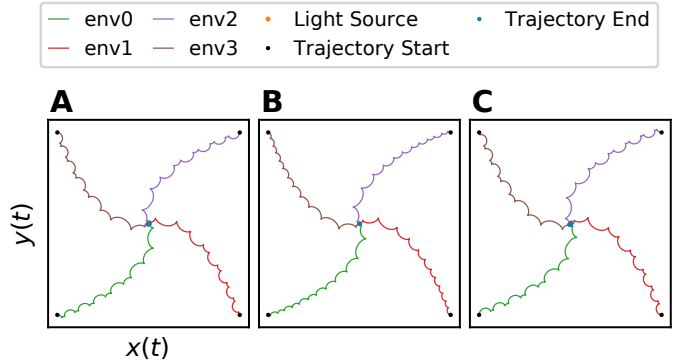 env0 env2 Light Source Trajectory End
env1 env3 Trajectory Start
A B C
y(t)
x(t)